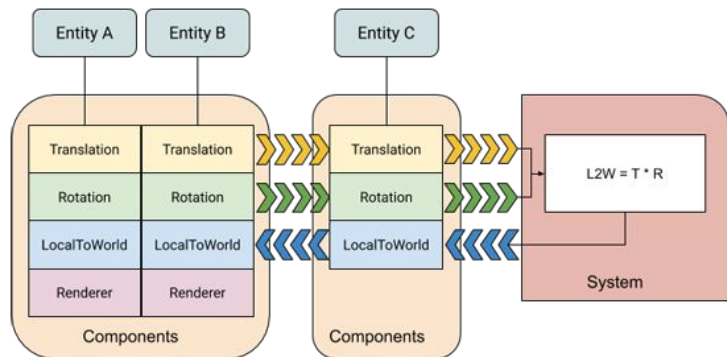 Entity A
Entity B
Entity C
Translation
Translation
Translation
Rotation
Rotation
Rotation
L2W = T * R
LocalToWorld
LocalToWorld
LocalToWorld
Renderer
Renderer
System
Components
Components